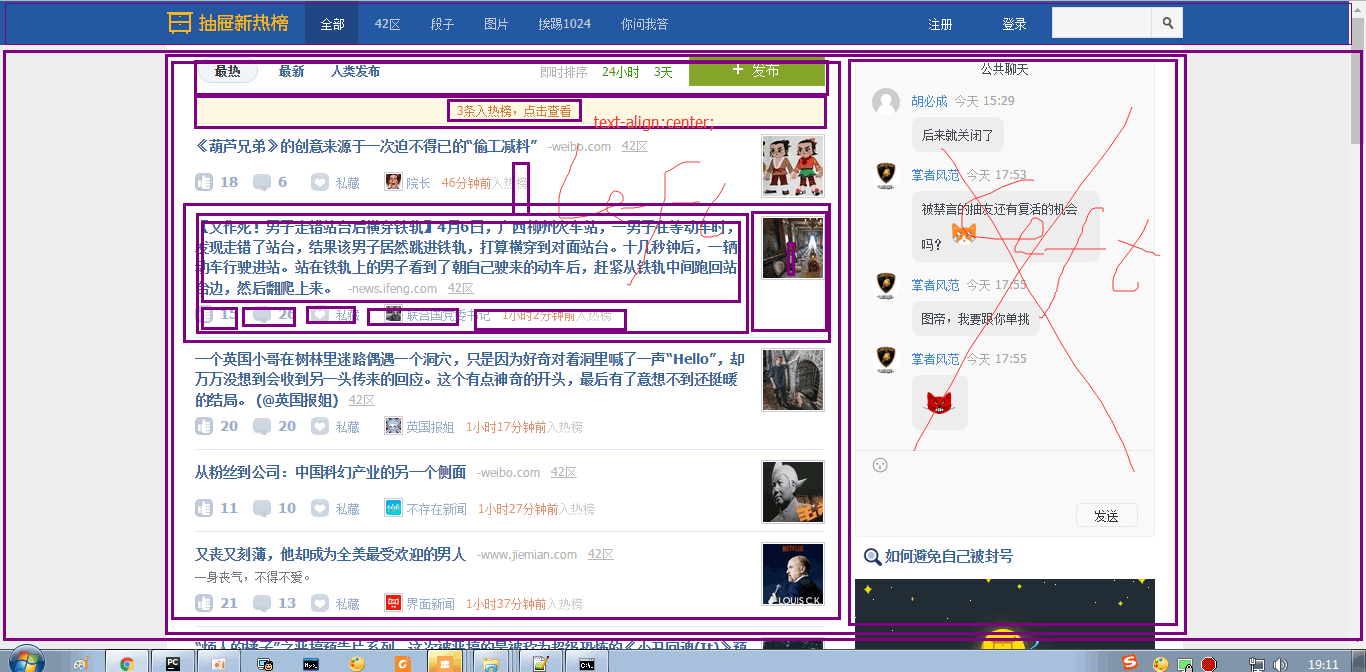 抽屉新热榜 全部 42区 段子 图片 挨踢1024 你问我答 注册 登录
最热 最新 人类发布 即时排序 24小时 3天 + 发布
3条入热榜，点击查看
text-align:center;
《葫芦兄弟》的创意来源于一次迫不得已的“偷工减料” -weibo.com 42区
18 6 私藏 院长 46分钟前入热榜
【又作死！男子走错站台后横穿铁轨】4月6日，广西柳州火车站，一男子在等动车时，
发现走错了站台，结果该男子居然跳进铁轨，打算横穿到对面站台。十几秒钟后，一辆
动车行驶进站。站在铁轨上的男子看到了朝自己驶来的动车后，赶紧从铁轨中间跑回站
台边，然后翻爬上来。 -news.ifeng.com 42区
15 26 私藏 联合国党委书记 1小时2分钟前入热榜
一个英国小哥在树林里迷路偶遇一个洞穴，只是因为好奇对着洞里喊了一声“Hello”，却
万万没想到会收到另一头传来的回应。这个有点神奇的开头，最后有了意想不到还挺暖
的结局。 (@英国报姐) 42区
20 20 私藏 英国报姐 1小时17分钟前入热榜
从粉丝到公司：中国科幻产业的另一个侧面 -weibo.com 42区
11 10 私藏 不存在新闻 1小时27分钟前入热榜
又丧又刻薄，他却成为全美最受欢迎的男人 -www.jiemian.com 42区
一身丧气，不得不爱。
21 13 私藏 界面新闻 1小时37分钟前入热榜
NETFLIX
LOUIS C.K.
left
公共聊天
胡必成 今天 15:29
后来就关闭了
掌者风范 今天 17:53
被禁言的抽友还有复活的机会
吗？
掌者风范 今天 17:55
图帝，我要跟你单挑
掌者风范 今天 17:55
left
发送
如何避免自己被封号
19:11